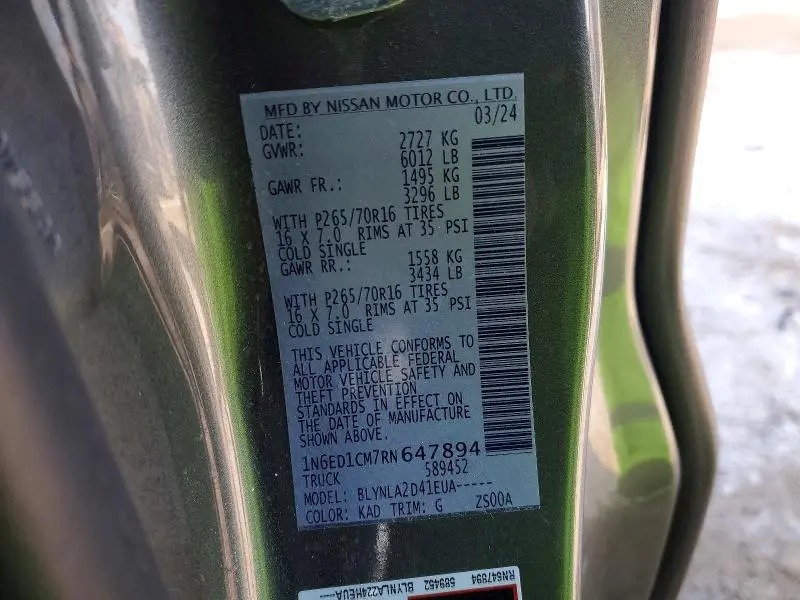 MFD BY NISSAN MOTOR CO., LTD.
DATE: 03/24
GVWR: 2727 KG
6012 LB
GAWR FR.: 1495 KG
3296 LB
WITH P265/70R16 TIRES
16 X 7.0 RIMS AT 35 PSI
COLD SINGLE
GAWR RR.: 1558 KG
3434 LB
WITH P265/70R16 TIRES
16 X 7.0 RIMS AT 35 PSI
COLD SINGLE
THIS VEHICLE CONFORMS TO
ALL APPLICABLE FEDERAL
MOTOR VEHICLE SAFETY AND
THEFT PREVENTION
STANDARDS IN EFFECT ON
THE DATE OF MANUFACTURE
SHOWN ABOVE.
1N6ED1CM7RN647894
TRUCK 589452
MODEL: BLYNLA2D41EUA-----
COLOR: KAD TRIM: G ZS00A
RN647894 589452 BLYNLA224HEUA-----